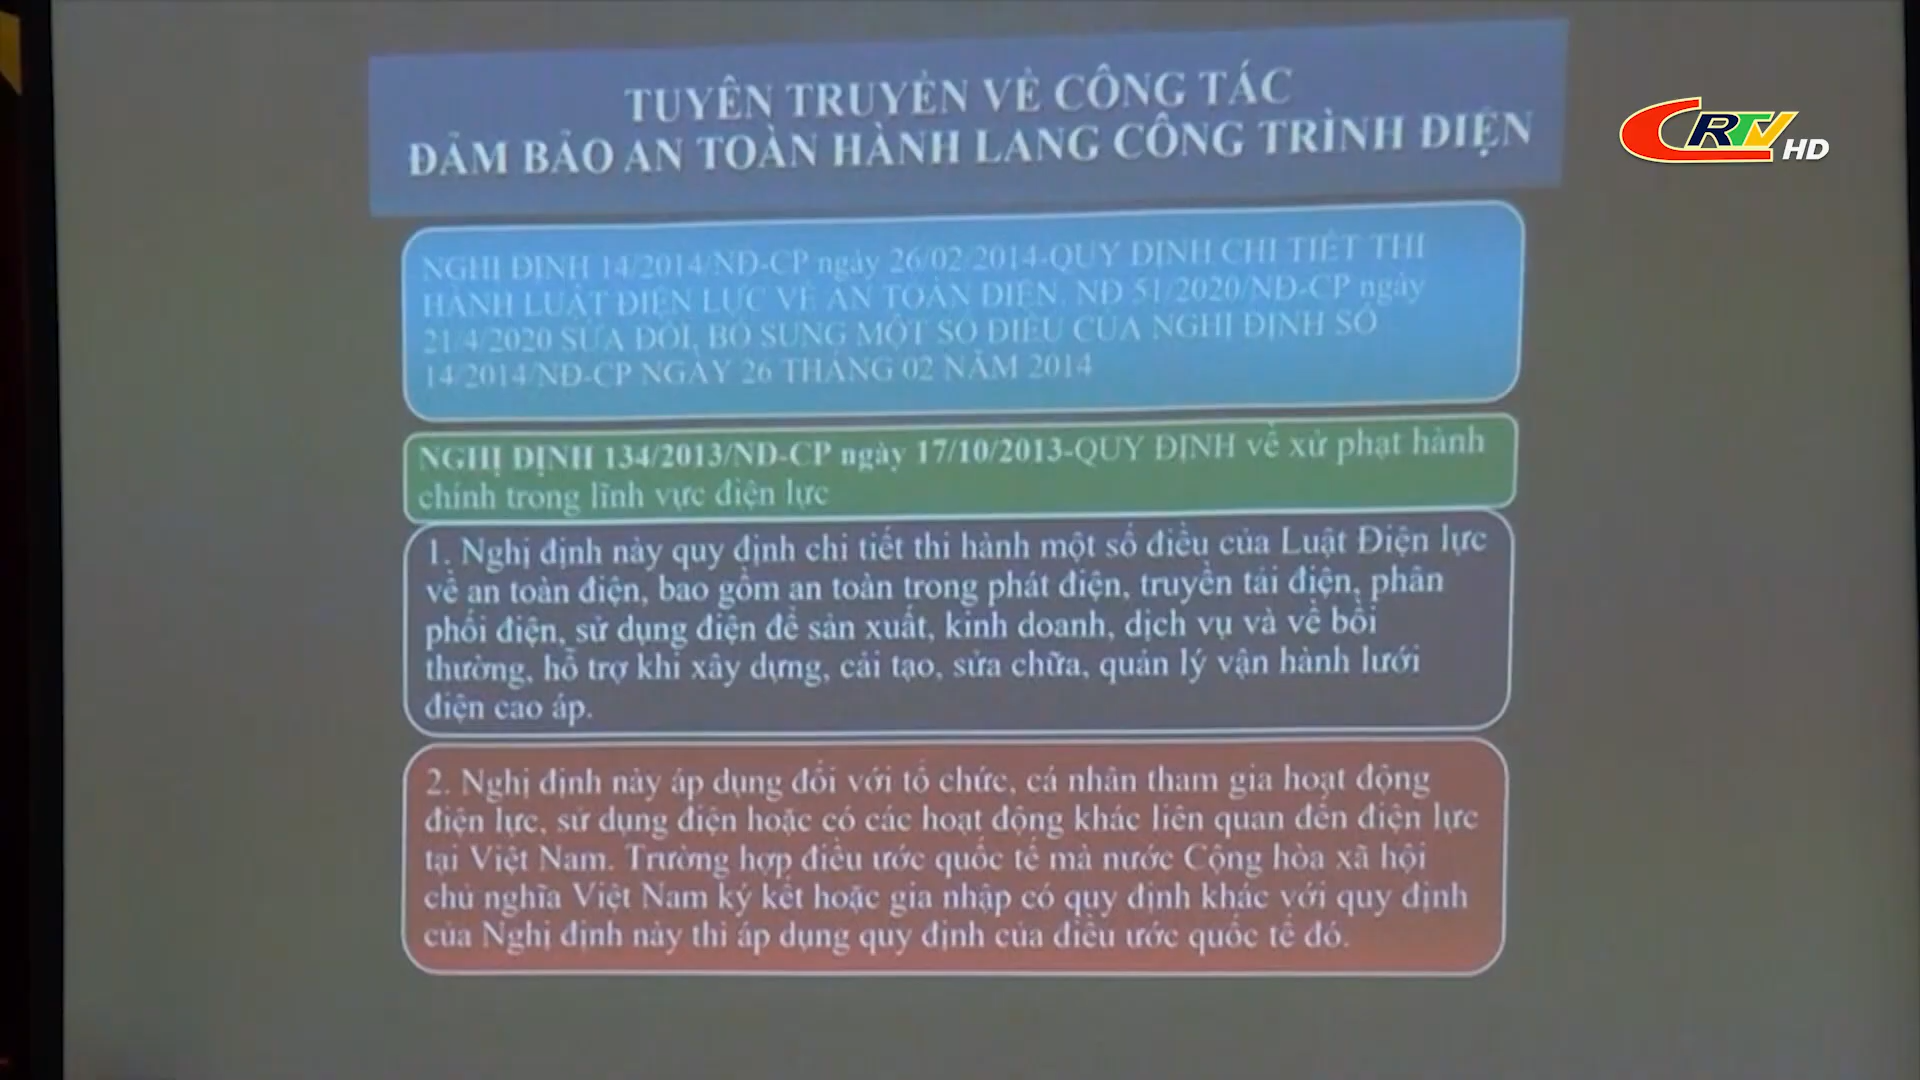 TUYÊN TRUYỀN VỀ CÔNG TÁC
ĐẢM BẢO AN TOÀN HÀNH LANG CÔNG TRÌNH ĐIỆN
CRTV HD
NGHỊ ĐỊNH 14/2014/NĐ-CP ngày 26/02/2014-QUY ĐỊNH CHI TIẾT THI
HÀNH LUẬT ĐIỆN LỰC VỀ AN TOÀN ĐIỆN, NĐ 51/2020/NĐ-CP ngày
21/4/2020 SỬA ĐỔI, BỔ SUNG MỘT SỐ ĐIỀU CỦA NGHỊ ĐỊNH SỐ
14/2014/NĐ-CP NGÀY 26 THÁNG 02 NĂM 2014
NGHỊ ĐỊNH 134/2013/NĐ-CP ngày 17/10/2013-QUY ĐỊNH về xử phạt hành
chính trong lĩnh vực điện lực
1. Nghị định này quy định chi tiết thi hành một số điều của Luật Điện lực
về an toàn điện, bao gồm an toàn trong phát điện, truyền tải điện, phân
phối điện, sử dụng điện để sản xuất, kinh doanh, dịch vụ và về bồi
thường, hỗ trợ khi xây dựng, cải tạo, sửa chữa, quản lý vận hành lưới
điện cao áp.
2. Nghị định này áp dụng đối với tổ chức, cá nhân tham gia hoạt động
điện lực, sử dụng điện hoặc có các hoạt động khác liên quan đến điện lực
tại Việt Nam. Trường hợp điều ước quốc tế mà nước Cộng hòa xã hội
chủ nghĩa Việt Nam ký kết hoặc gia nhập có quy định khác với quy định
của Nghị định này thì áp dụng quy định của điều ước quốc tế đó.